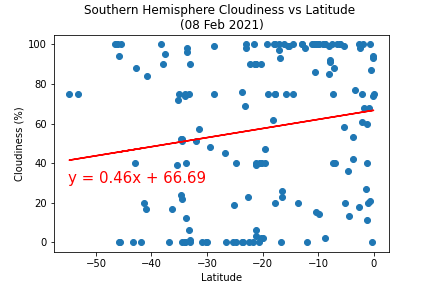 Southern Hemisphere Cloudiness vs Latitude
(08 Feb 2021)
Cloudiness (%)
100
80
60
40
20
0
y = 0.46x + 66.69
−50
−40
−30
−20
−10
0
Latitude